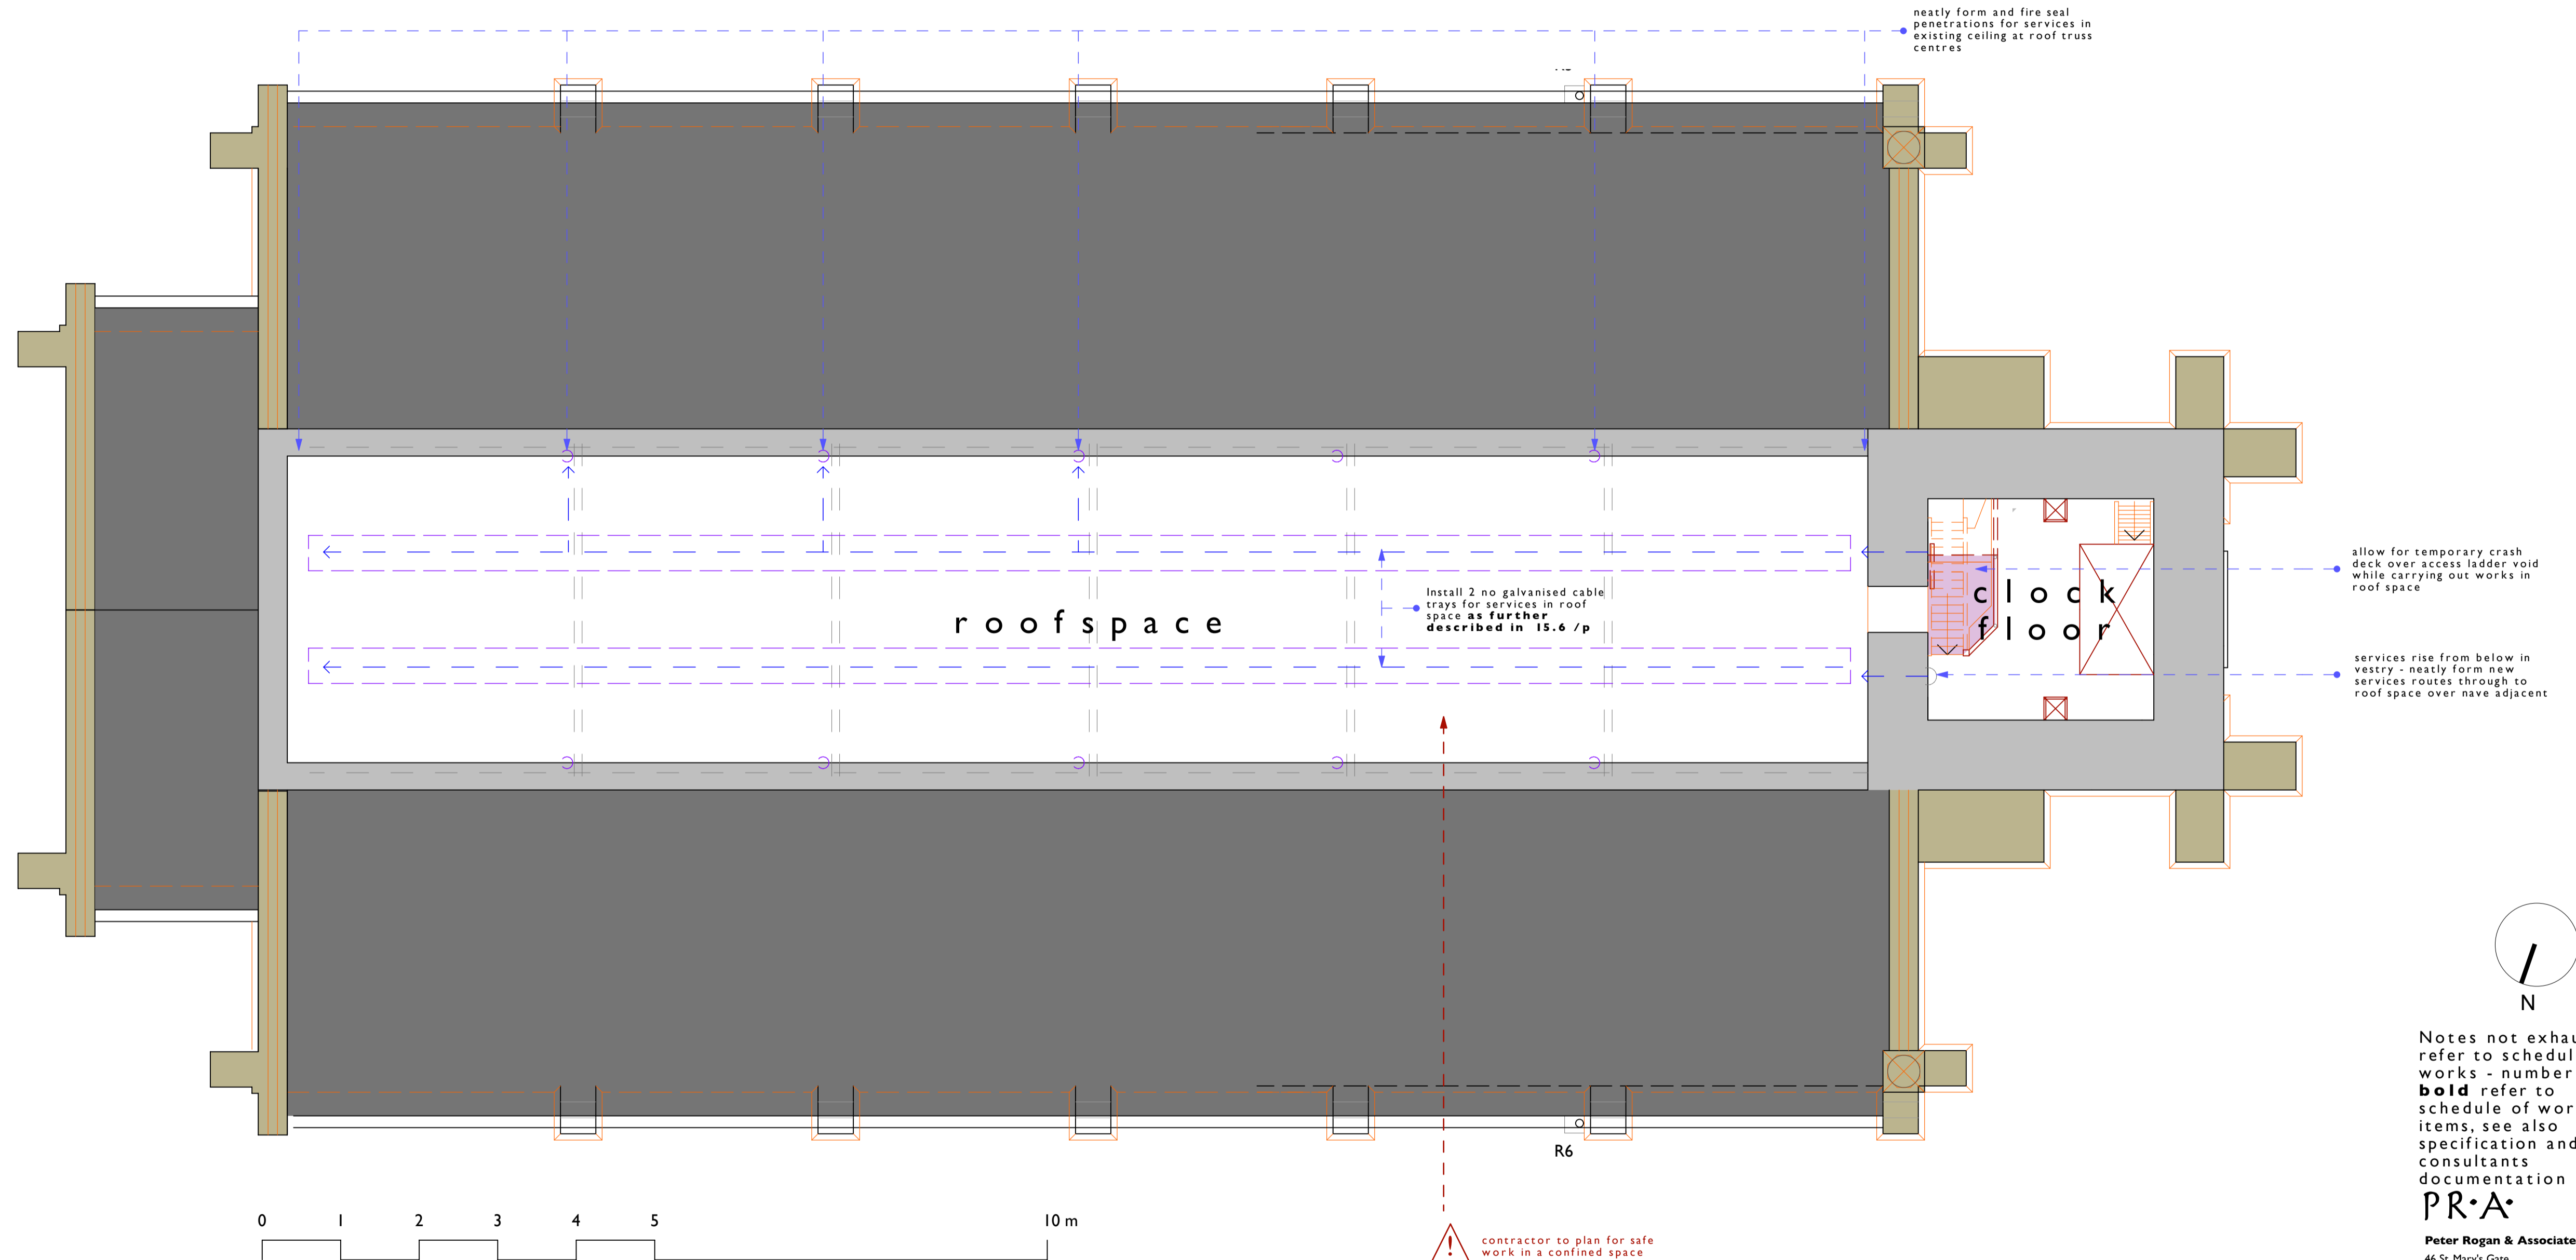 neatly form and fire seal
penetrations for services in
existing ceiling at roof truss
centres
allow for temporary crash
deck over access ladder void
while carrying out works in
roof space
clock
floor
Install 2 no galvanised cable
trays for services in roof
space as further
described in 15.6 /p
roofspace
services rise from below in
vestry - neatly form new
services routes through to
roof space over nave adjacent
N
Notes not
refer to
works - number
bold refer to
schedule of
items, see also
specification and
consultants
documentation
PR·A·
Peter Rogan &
46 St. Mary's Gate
R6
0 1 2 3 4 5 10 m
!
contractor to plan for safe
work in a confined space